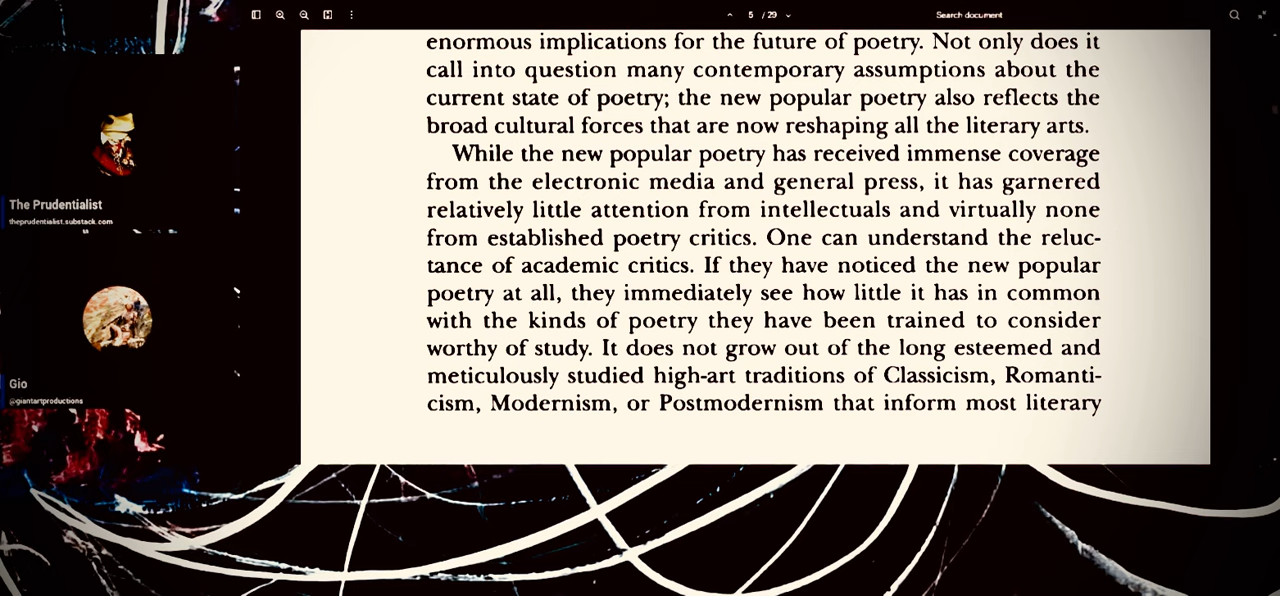 5 / 29
Search document
The Prudentialist
theprudentialist.substack.com
Gio
@giantartproductions
enormous implications for the future of poetry. Not only does it
call into question many contemporary assumptions about the
current state of poetry; the new popular poetry also reflects the
broad cultural forces that are now reshaping all the literary arts.
While the new popular poetry has received immense coverage
from the electronic media and general press, it has garnered
relatively little attention from intellectuals and virtually none
from established poetry critics. One can understand the reluc-
tance of academic critics. If they have noticed the new popular
poetry at all, they immediately see how little it has in common
with the kinds of poetry they have been trained to consider
worthy of study. It does not grow out of the long esteemed and
meticulously studied high-art traditions of Classicism, Romanti-
cism, Modernism, or Postmodernism that inform most literary